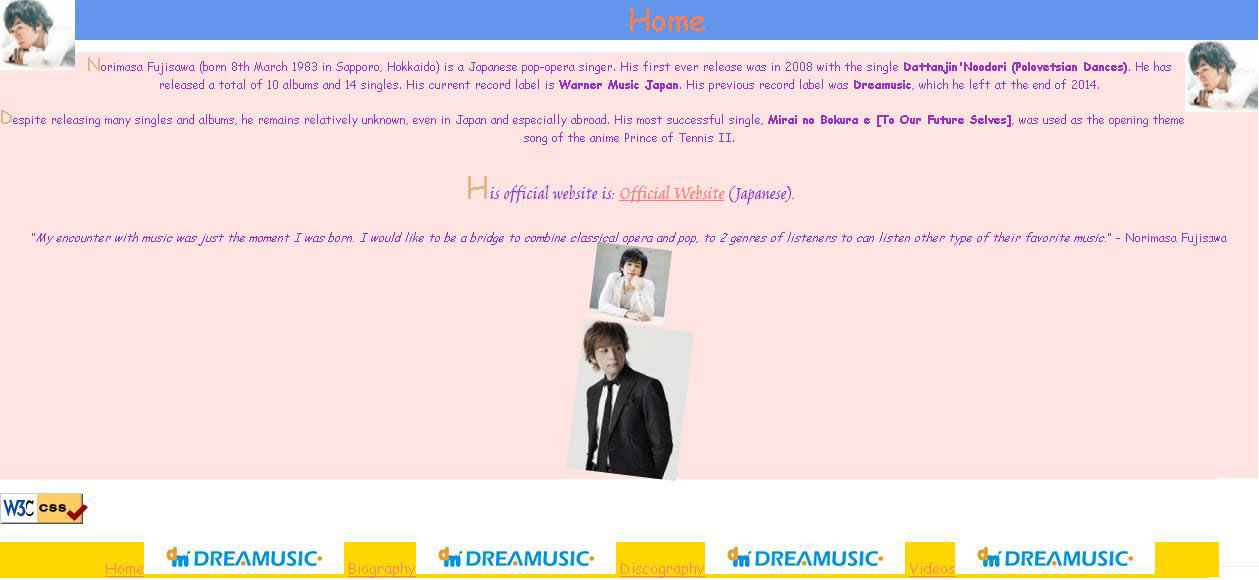 Home
Norimasa Fujisawa (born 8th March 1983 in Sapporo, Hokkaido) is a Japanese pop-opera singer. His first ever release was in 2008 with the single Dattanjin'Noodori (Polovetsian Dances). He has
released a total of 10 albums and 14 singles. His current record label is Warner Music Japan. His previous record label was Dreamusic, which he left at the end of 2014.
Despite releasing many singles and albums, he remains relatively unknown, even in Japan and especially abroad. His most successful single, Mirai no Bokura e [To Our Future Selves], was used as the opening theme
song of the anime Prince of Tennis II.
His official website is: Official Website (Japanese).
"My encounter with music was just the moment I was born. I would like to be a bridge to combine classical opera and pop, to 2 genres of listeners to can listen other type of their favorite music." - Norimasa Fujisawa
W3C css
Home dm DREAMUSIC Biography dm DREAMUSIC Discography dm DREAMUSIC Videos dm DREAMUSIC